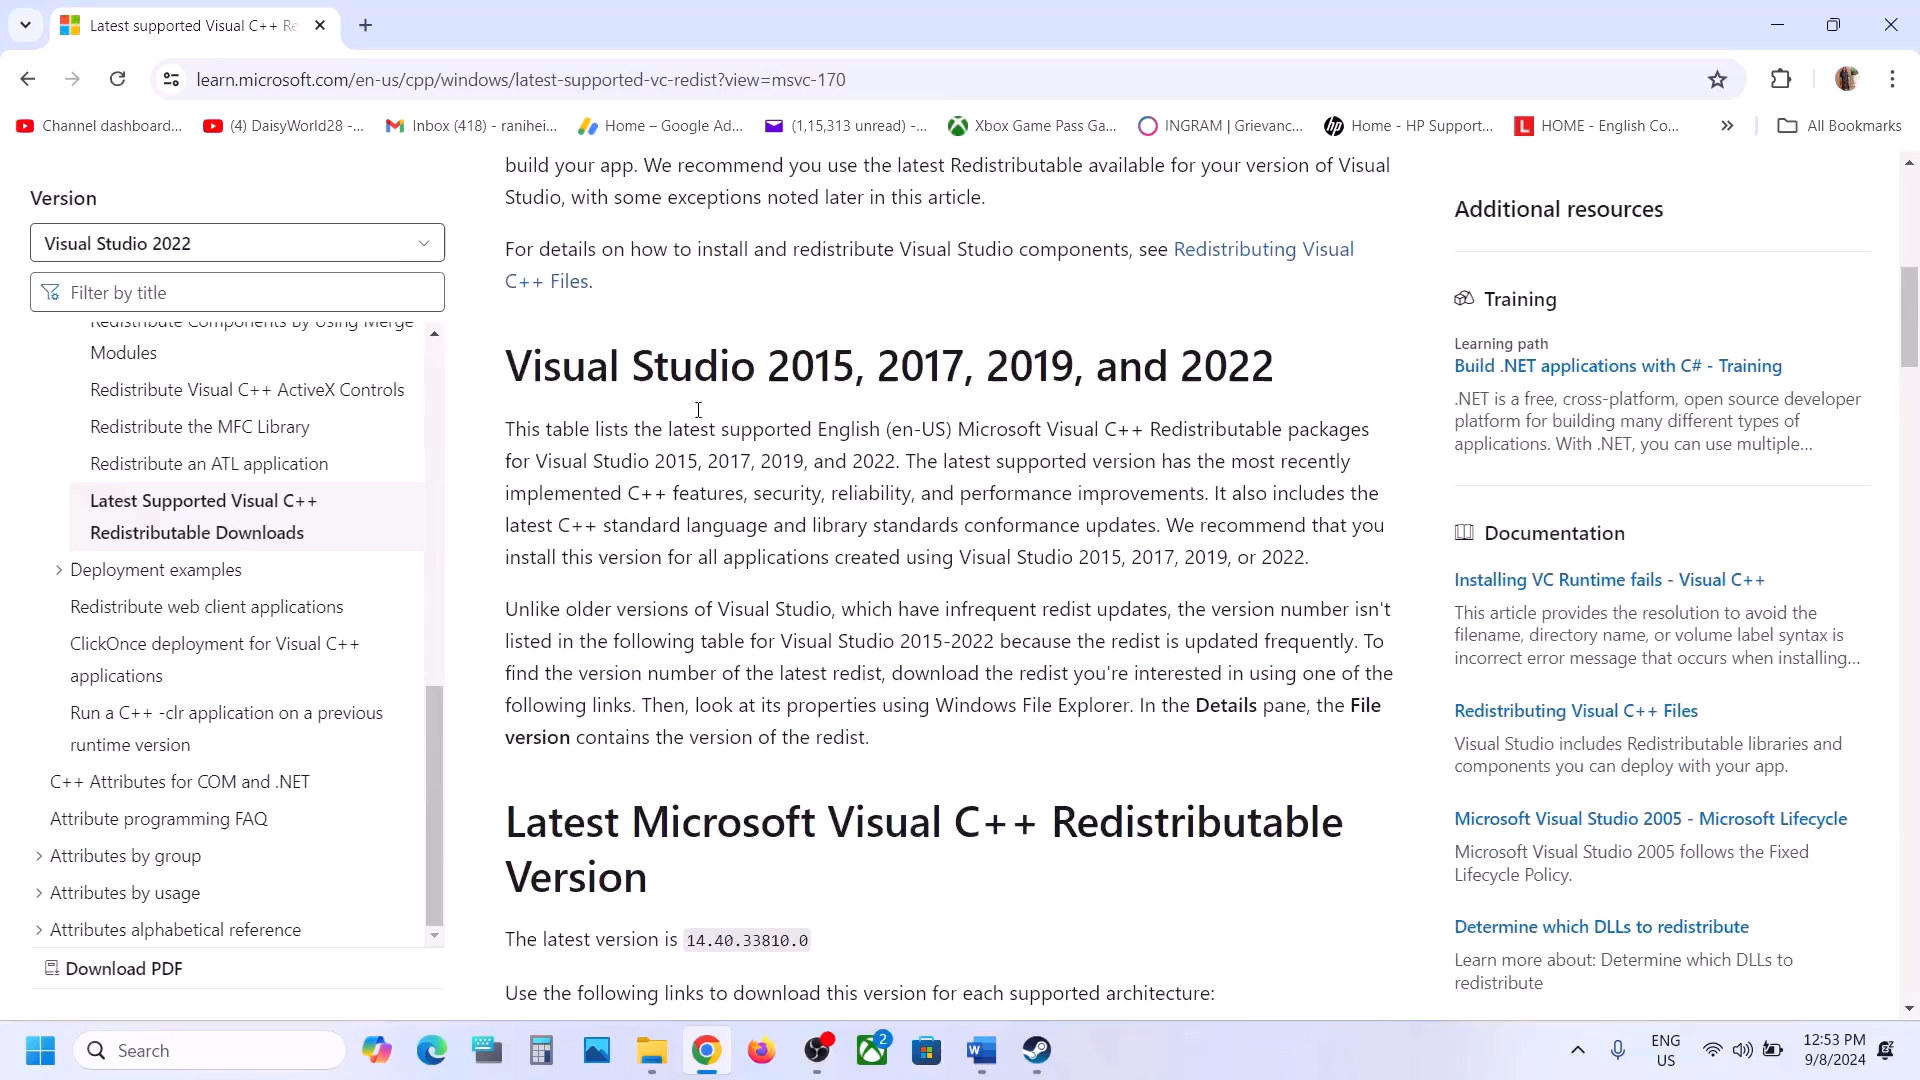 Latest supported Visual C++ Re
learn.microsoft.com/en-us/cpp/windows/latest-supported-vc-redist?view=msvc-170
Channel dashboard...
(4) DaisyWorld28 -...
Inbox (418) - ranihei...
Home – Google Ad...
(1,15,313 unread) -...
Xbox Game Pass Ga...
INGRAM | Grievanc...
Home - HP Support...
HOME - English Co...
All Bookmarks
Version
Visual Studio 2022
Filter by title
Redistribute Components By Using Merge
Modules
Redistribute Visual C++ ActiveX Controls
Redistribute the MFC Library
Redistribute an ATL application
Latest Supported Visual C++
Redistributable Downloads
Deployment examples
Redistribute web client applications
ClickOnce deployment for Visual C++
applications
Run a C++ -clr application on a previous
runtime version
C++ Attributes for COM and .NET
Attribute programming FAQ
Attributes by group
Attributes by usage
Attributes alphabetical reference
Download PDF
build your app. We recommend you use the latest Redistributable available for your version of Visual
Studio, with some exceptions noted later in this article.
For details on how to install and redistribute Visual Studio components, see Redistributing Visual
C++ Files.
Visual Studio 2015, 2017, 2019, and 2022
This table lists the latest supported English (en-US) Microsoft Visual C++ Redistributable packages
for Visual Studio 2015, 2017, 2019, and 2022. The latest supported version has the most recently
implemented C++ features, security, reliability, and performance improvements. It also includes the
latest C++ standard language and library standards conformance updates. We recommend that you
install this version for all applications created using Visual Studio 2015, 2017, 2019, or 2022.
Unlike older versions of Visual Studio, which have infrequent redist updates, the version number isn't
listed in the following table for Visual Studio 2015-2022 because the redist is updated frequently. To
find the version number of the latest redist, download the redist you're interested in using one of the
following links. Then, look at its properties using Windows File Explorer. In the Details pane, the File
version contains the version of the redist.
Latest Microsoft Visual C++ Redistributable
Version
The latest version is 14.40.33810.0
Use the following links to download this version for each supported architecture:
Additional resources
Training
Learning path
Build .NET applications with C# - Training
.NET is a free, cross-platform, open source developer
platform for building many different types of
applications. With .NET, you can use multiple...
Documentation
Installing VC Runtime fails - Visual C++
This article provides the resolution to avoid the
filename, directory name, or volume label syntax is
incorrect error message that occurs when installing...
Redistributing Visual C++ Files
Visual Studio includes Redistributable libraries and
components you can deploy with your app.
Microsoft Visual Studio 2005 - Microsoft Lifecycle
Microsoft Visual Studio 2005 follows the Fixed
Lifecycle Policy.
Determine which DLLs to redistribute
Learn more about: Determine which DLLs to
redistribute
Search
2
ENG
US
12:53 PM
9/8/2024